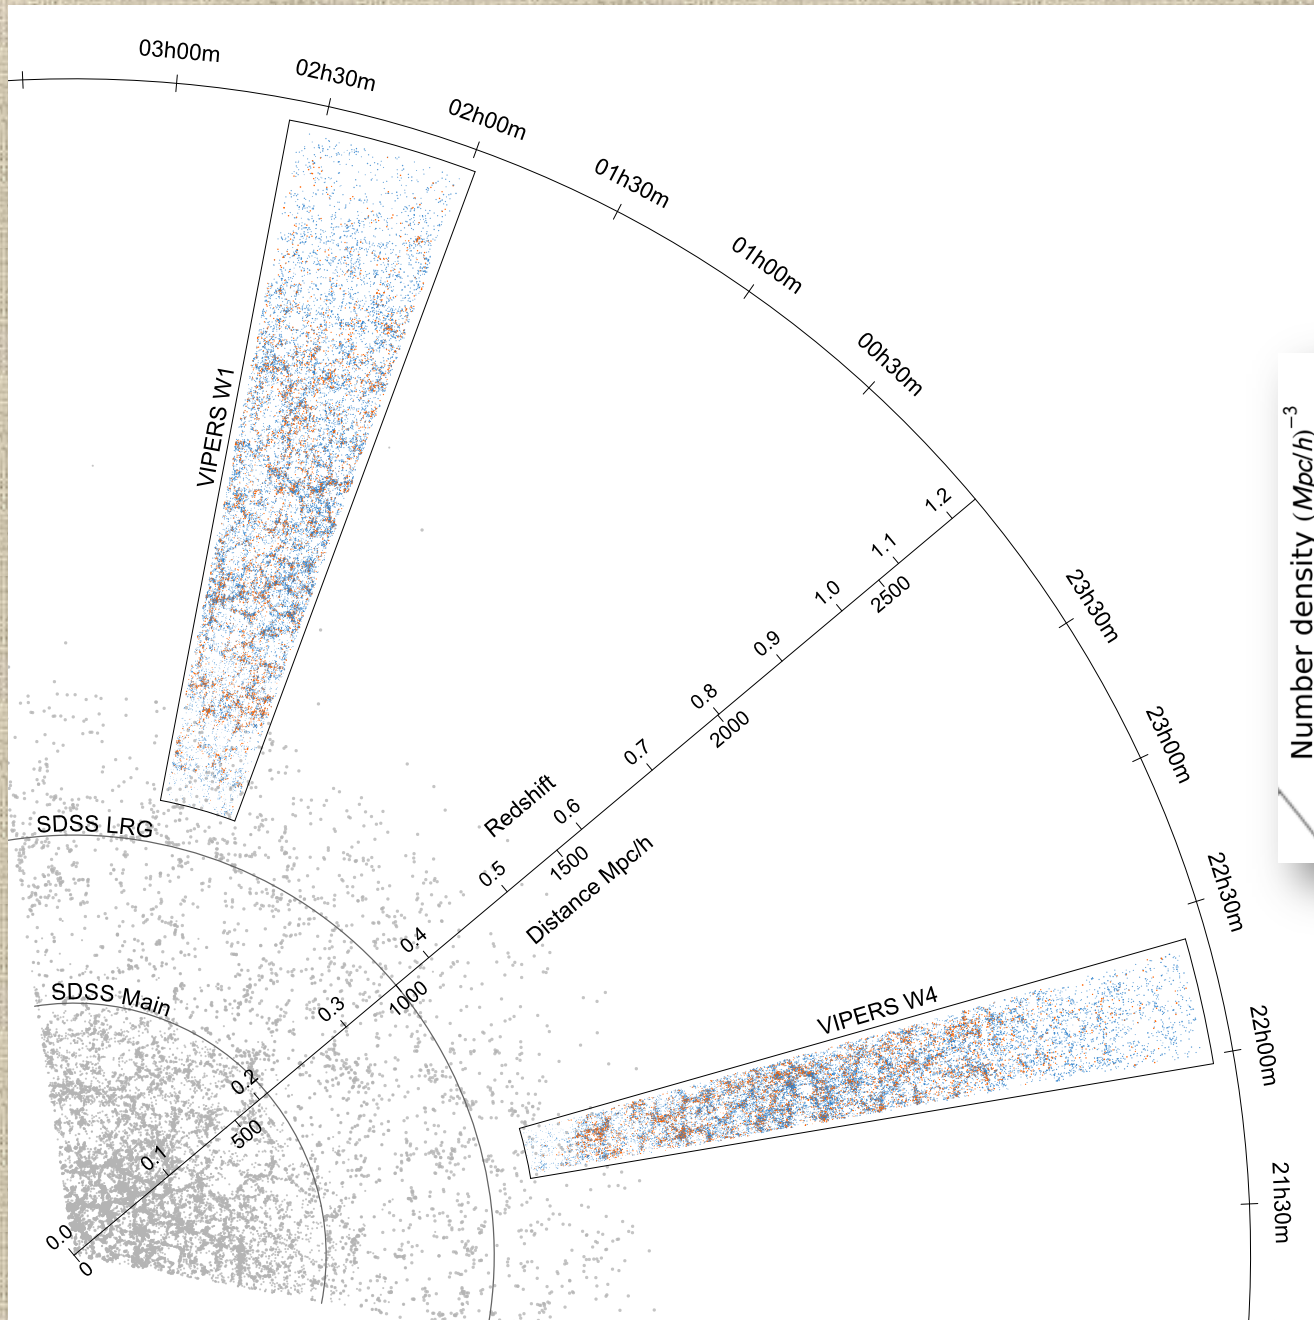 03h00m
02h30m
02h00m
01h30m
01h00m
00h30m
23h30m
23h00m
22h30m
22h00m
21h30m
VIPERS W1
VIPERS W4
SDSS LRG
SDSS Main
Redshift
0.0
0.1
0.2
0.3
0.4
0.5
0.6
0.7
0.8
0.9
1.0
1.1
1.2
Distance Mpc/h
0
500
1000
1500
2000
2500
Number density (Mpc/h)⁻³